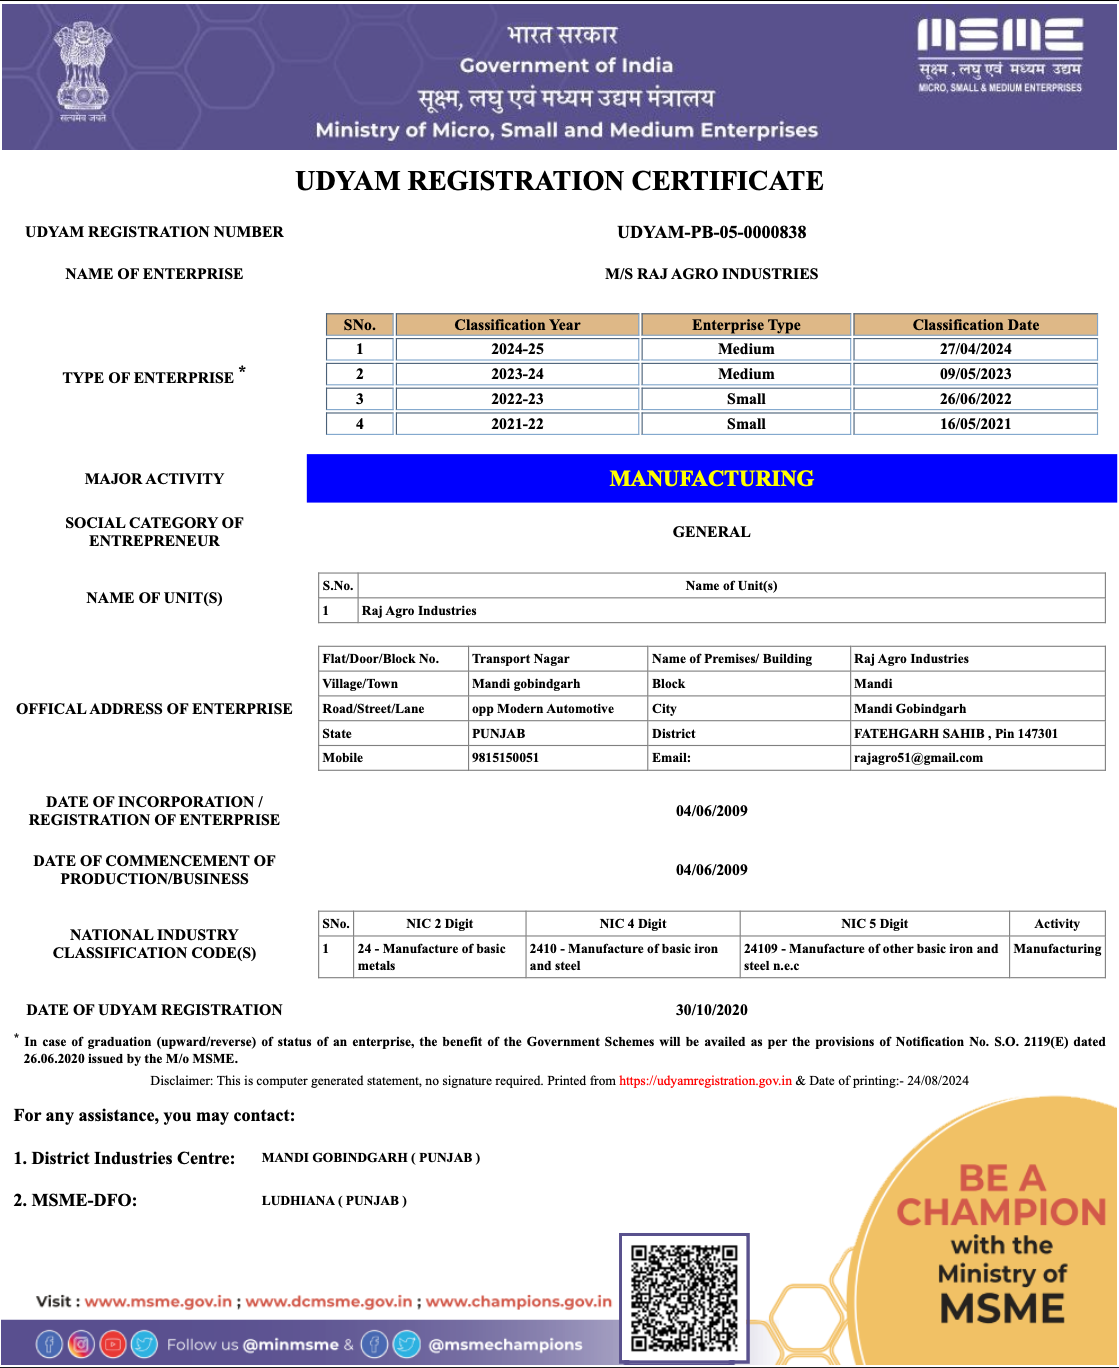 सत्यमेव जयते
भारत सरकार
Government of India
सूक्ष्म, लघु एवं मध्यम उद्यम मंत्रालय
Ministry of Micro, Small and Medium Enterprises
MSME
सूक्ष्म, लघु एवं मध्यम उद्यम
MICRO, SMALL & MEDIUM ENTERPRISES
UDYAM REGISTRATION CERTIFICATE
UDYAM REGISTRATION NUMBER UDYAM-PB-05-0000838
NAME OF ENTERPRISE M/S RAJ AGRO INDUSTRIES
TYPE OF ENTERPRISE *
SNo. Classification Year Enterprise Type Classification Date
1 2024-25 Medium 27/04/2024
2 2023-24 Medium 09/05/2023
3 2022-23 Small 26/06/2022
4 2021-22 Small 16/05/2021
MAJOR ACTIVITY MANUFACTURING
SOCIAL CATEGORY OF
ENTREPRENEUR
GENERAL
NAME OF UNIT(S)
S.No. Name of Unit(s)
1 Raj Agro Industries
OFFICAL ADDRESS OF ENTERPRISE
Flat/Door/Block No. Transport Nagar Name of Premises/ Building Raj Agro Industries
Village/Town Mandi gobindgarh Block Mandi
Road/Street/Lane opp Modern Automotive City Mandi Gobindgarh
State PUNJAB District FATEHGARH SAHIB , Pin 147301
Mobile 9815150051 Email: rajagro51@gmail.com
DATE OF INCORPORATION /
REGISTRATION OF ENTERPRISE
04/06/2009
DATE OF COMMENCEMENT OF
PRODUCTION/BUSINESS
04/06/2009
NATIONAL INDUSTRY
CLASSIFICATION CODE(S)
SNo. NIC 2 Digit NIC 4 Digit NIC 5 Digit Activity
1 24 - Manufacture of basic 2410 - Manufacture of basic iron 24109 - Manufacture of other basic iron and Manufacturing
metals and steel steel n.e.c
DATE OF UDYAM REGISTRATION 30/10/2020
* In case of graduation (upward/reverse) of status of an enterprise, the benefit of the Government Schemes will be availed as per the provisions of Notification No. S.O. 2119(E) dated
26.06.2020 issued by the M/o MSME.
Disclaimer: This is computer generated statement, no signature required. Printed from https://udyamregistration.gov.in & Date of printing:- 24/08/2024
For any assistance, you may contact:
1. District Industries Centre: MANDI GOBINDGARH ( PUNJAB )
2. MSME-DFO: LUDHIANA ( PUNJAB )
BE A
CHAMPION
with the
Ministry of
MSME
Visit : www.msme.gov.in ; www.dcmsme.gov.in ; www.champions.gov.in
Follow us @minmsme & @msmechampions